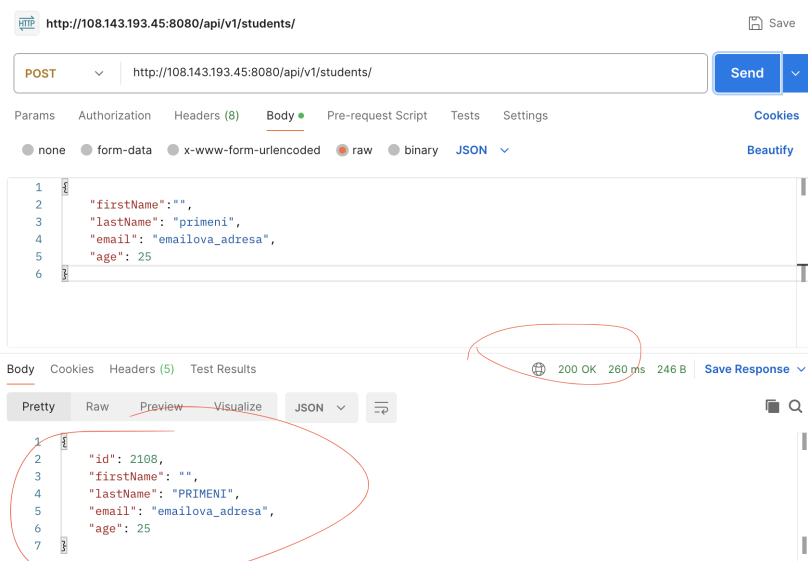 HTTP http://108.143.193.45:8080/api/v1/students/ Save
POST http://108.143.193.45:8080/api/v1/students/ Send
Params Authorization Headers (8) Body Pre-request Script Tests Settings Cookies
none form-data x-www-form-urlencoded raw binary JSON Beautify
1 {
2 "firstName":"",
3 "lastName": "primeni",
4 "email": "emailova_adresa",
5 "age": 25
6 }
Body Cookies Headers (5) Test Results 200 OK 260 ms 246 B Save Response
Pretty Raw Preview Visualize JSON
1 {
2 "id": 2108,
3 "firstName": "",
4 "lastName": "PRIMENI",
5 "email": "emailova_adresa",
6 "age": 25
7 }